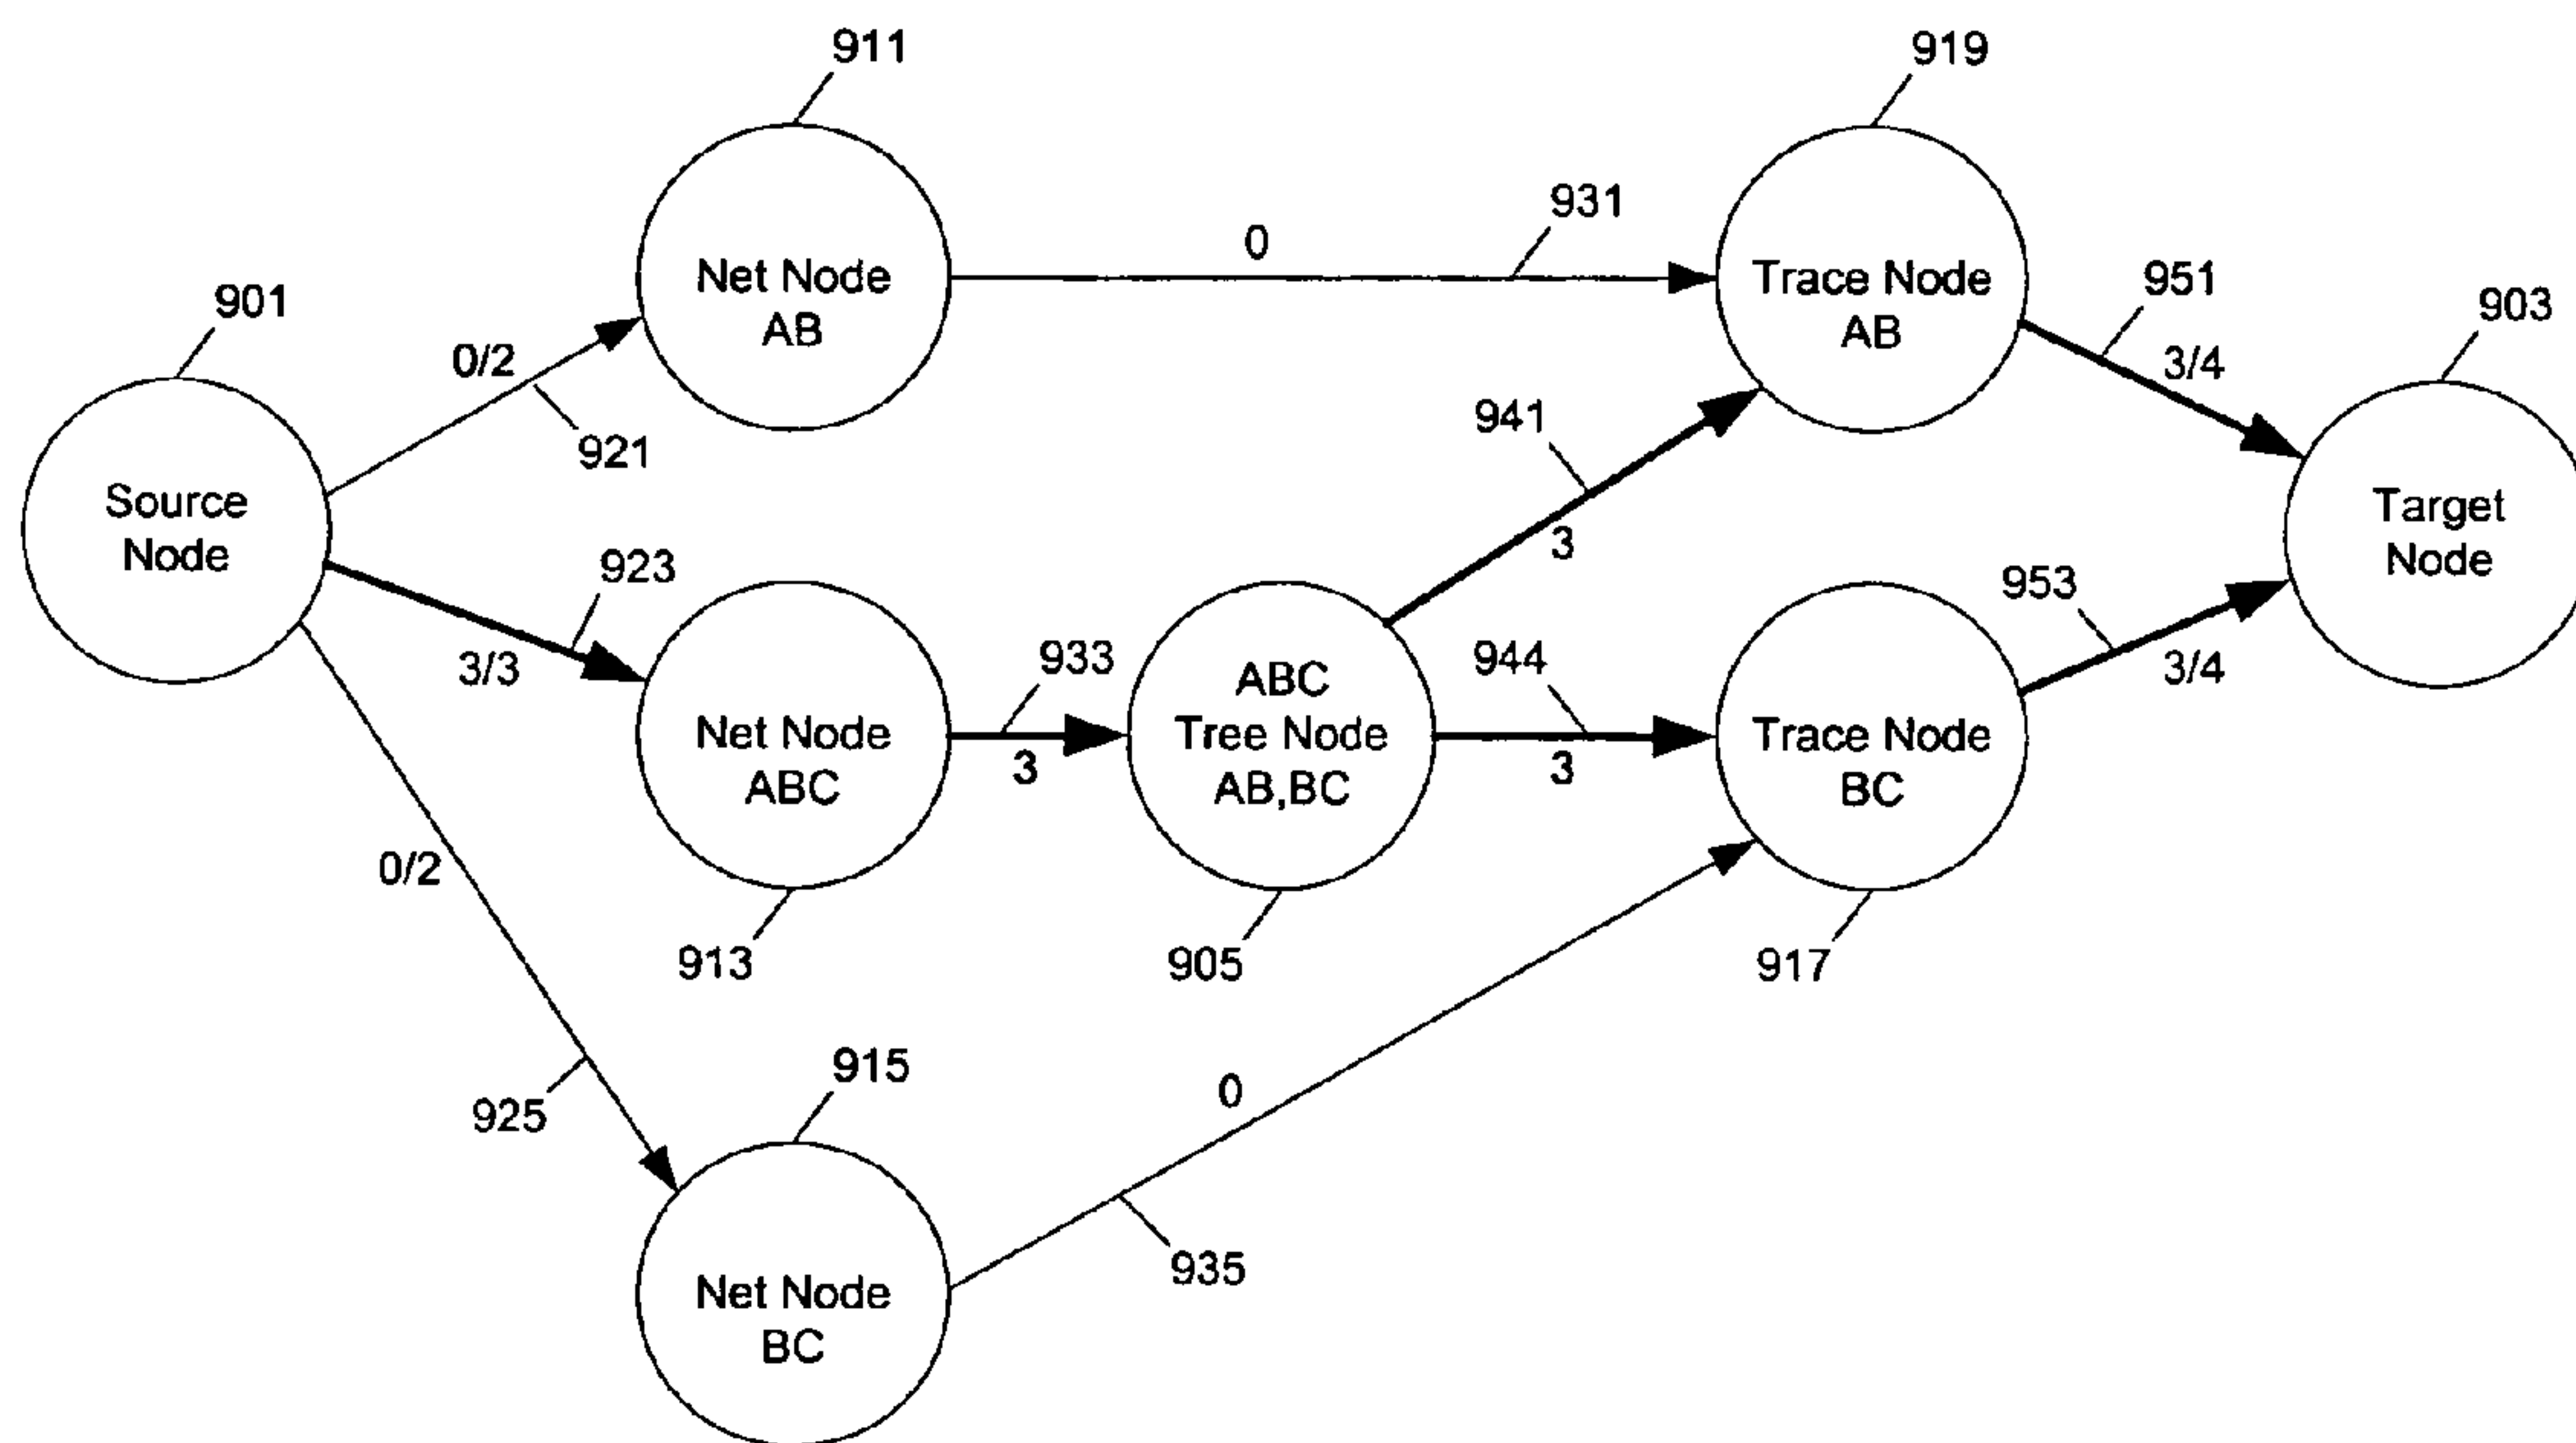 911
919
931
0
Net Node
AB
Trace Node
AB
951
903
901
0/2
3/4
921
941
Source
Node
Target
Node
3
923
953
3/3
933
944
ABC
Tree Node
AB,BC
Net Node
ABC
3
3
Trace Node
BC
3/4
0/2
913
905
917
915
0
925
935
Net Node
BC